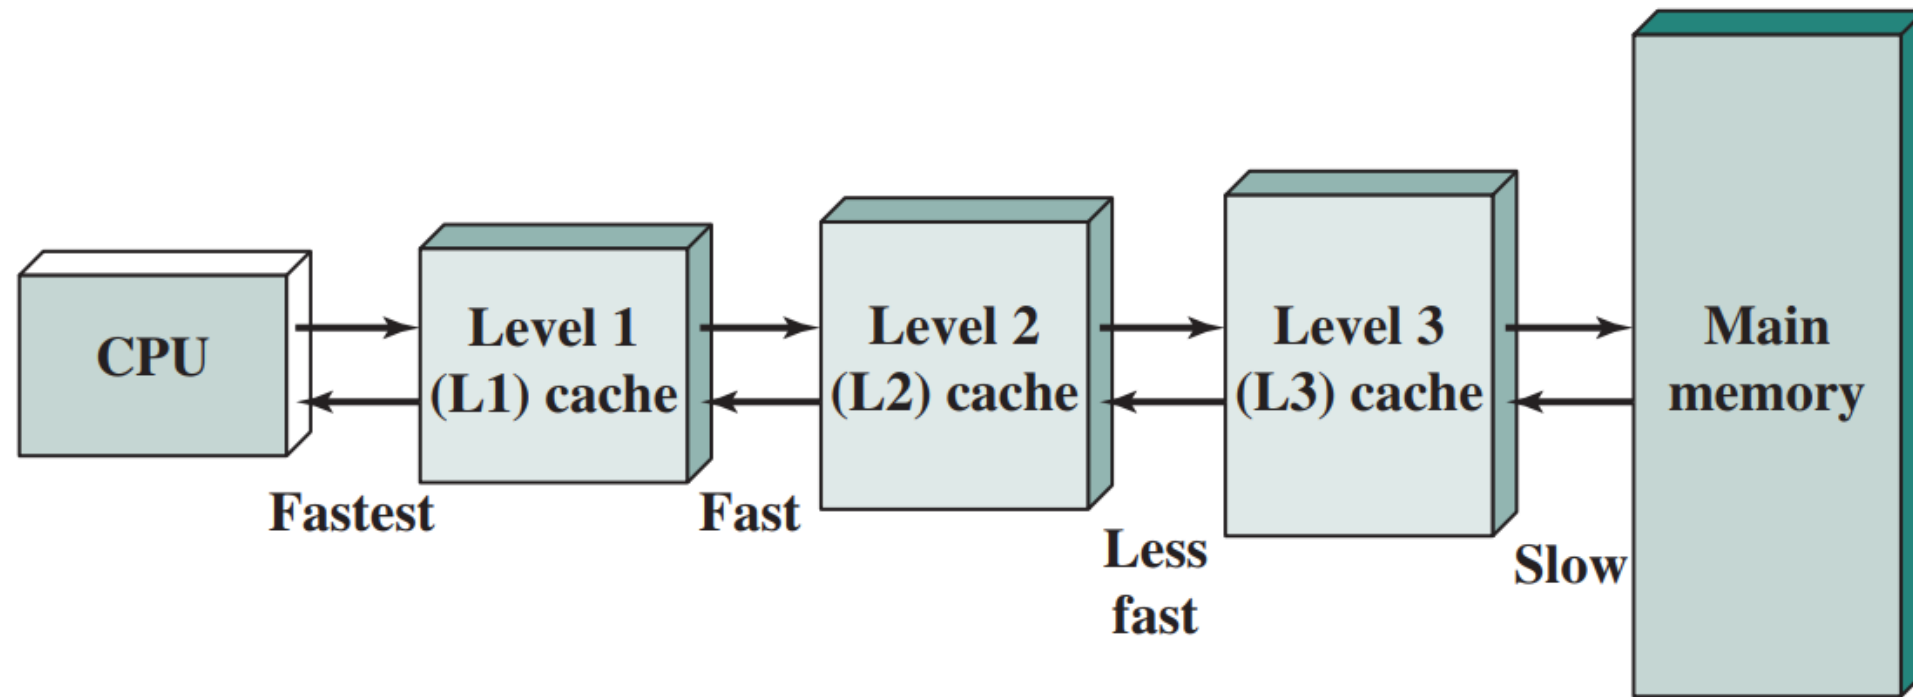 CPU
Level 1
(L1) cache
Level 2
(L2) cache
Level 3
(L3) cache
Main
memory
Fastest
Fast
Less
fast
Slow